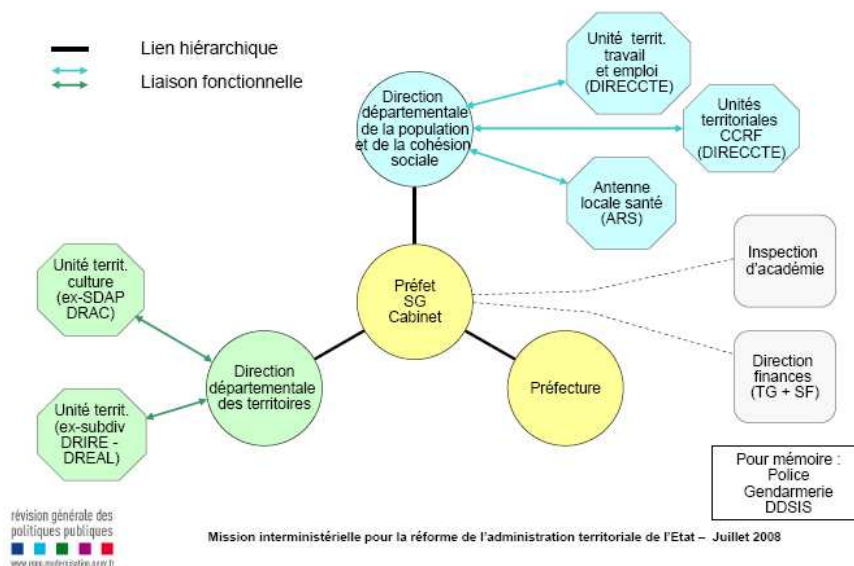 Lien hiérarchique
Liaison fonctionnelle
Unité territ.
travail
et emploi
(DIRECCTE)
Direction
départementale
de la population
et de la cohésion
sociale
Unités
territoriales
CCRF
(DIRECCTE)
Antenne
locale santé
(ARS)
Inspection
d'académie
Unité territ.
culture
(ex-SDAP
DRAC)
Préfet
SG
Cabinet
Direction
départementale
des territoires
Préfecture
Direction
finances
(TG + SF)
Unité territ.
(ex-subdiv
DRIRE -
DREAL)
Pour mémoire :
Police
Gendarmerie
DDSIS
révision générale des
politiques publiques
Mission interministérielle pour la réforme de l'administration territoriale de l'Etat – Juillet 2008